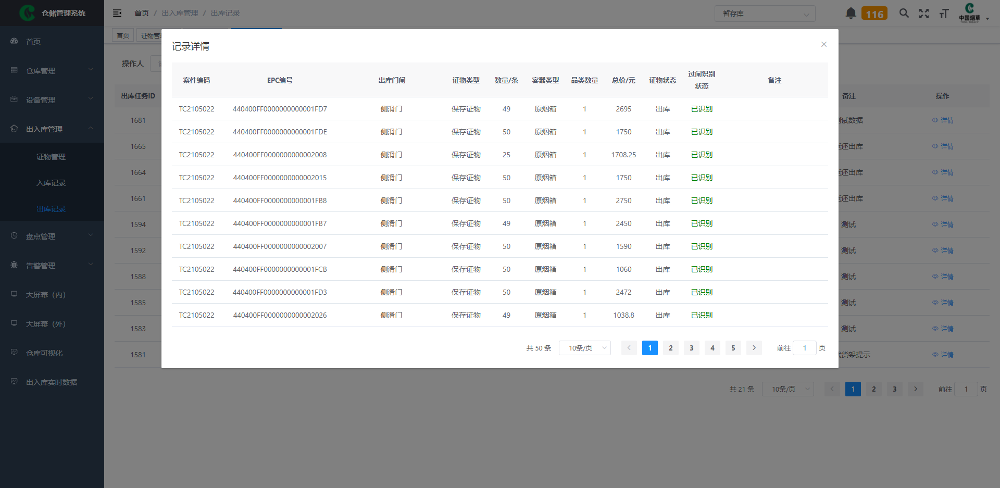 仓储管理系统
首页 / 出入库管理 / 出库记录
暂存库
116
中国烟草
首页
证物管理
首页
仓库管理
设备管理
出入库管理
证物管理
入库记录
出库记录
盘点管理
告警管理
大屏幕（内）
大屏幕（外）
仓库可视化
出入库实时数据
操作人
出库任务ID
1681
1665
1664
1661
1594
1592
1588
1585
1583
1581
记录详情
案件编码 EPC编号 出库门闸 证物类型 数量/条 容器类型 品类数量 总价/元 证物状态 过闸识别状态 备注
TC2105022 440400FF0000000000001FD7 侧滑门 保存证物 49 原烟箱 1 2695 出库 已识别
TC2105022 440400FF0000000000001FDE 侧滑门 保存证物 50 原烟箱 1 1750 出库 已识别
TC2105022 440400FF0000000000002008 侧滑门 保存证物 25 原烟箱 1 1708.25 出库 已识别
TC2105022 440400FF0000000000002015 侧滑门 保存证物 50 原烟箱 1 1750 出库 已识别
TC2105022 440400FF0000000000001FB8 侧滑门 保存证物 50 原烟箱 1 2750 出库 已识别
TC2105022 440400FF0000000000001FB7 侧滑门 保存证物 49 原烟箱 1 2450 出库 已识别
TC2105022 440400FF0000000000002007 侧滑门 保存证物 50 原烟箱 1 1590 出库 已识别
TC2105022 440400FF0000000000001FCB 侧滑门 保存证物 50 原烟箱 1 1060 出库 已识别
TC2105022 440400FF0000000000001FD3 侧滑门 保存证物 50 原烟箱 1 2472 出库 已识别
TC2105022 440400FF0000000000002026 侧滑门 保存证物 49 原烟箱 1 1038.8 出库 已识别
共 50 条 10条/页 1 2 3 4 5 前往 1 页
备注 操作
试数据 详情
还出库 详情
还出库 详情
还出库 详情
测试 详情
测试 详情
测试 详情
测试 详情
测试 详情
货架提示 详情
共 21 条 10条/页 1 2 3 前往 1 页